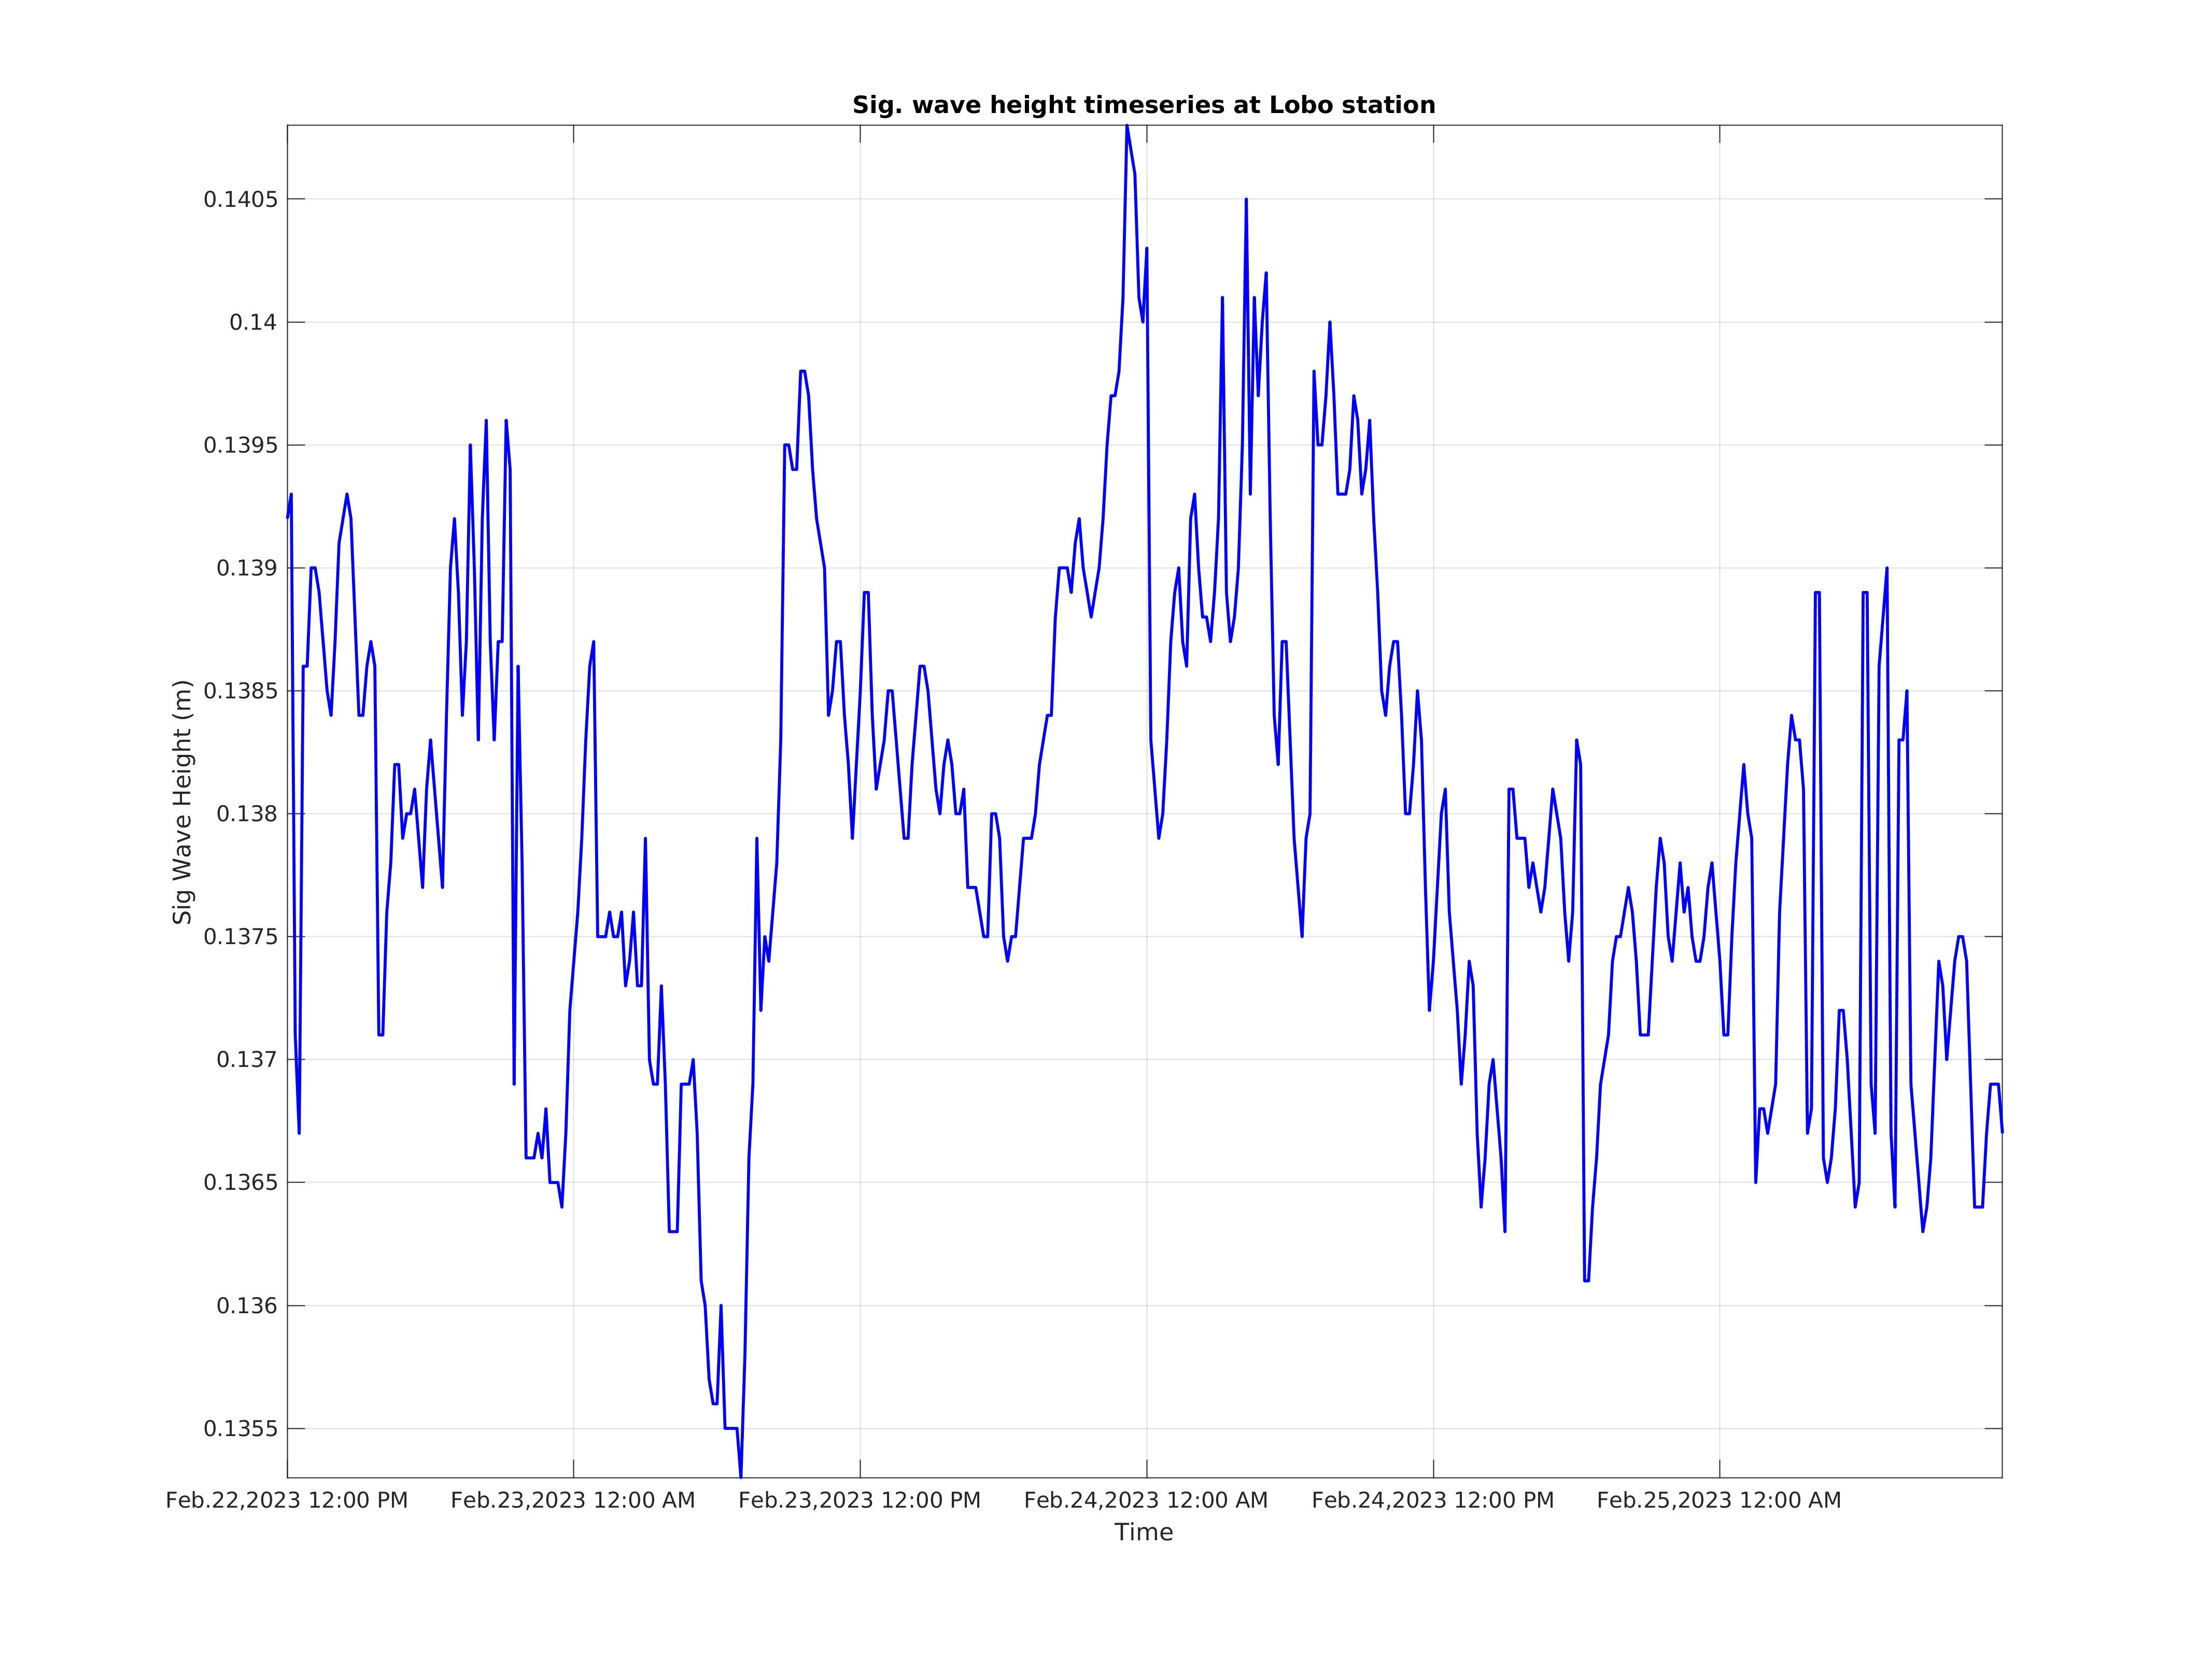 Sig. wave height timeseries at Lobo station
Sig Wave Height (m)
0.1405
0.14
0.1395
0.139
0.1385
0.138
0.1375
0.137
0.1365
0.136
0.1355
Feb.22,2023 12:00 PM Feb.23,2023 12:00 AM Feb.23,2023 12:00 PM Feb.24,2023 12:00 AM Feb.24,2023 12:00 PM Feb.25,2023 12:00 AM
Time